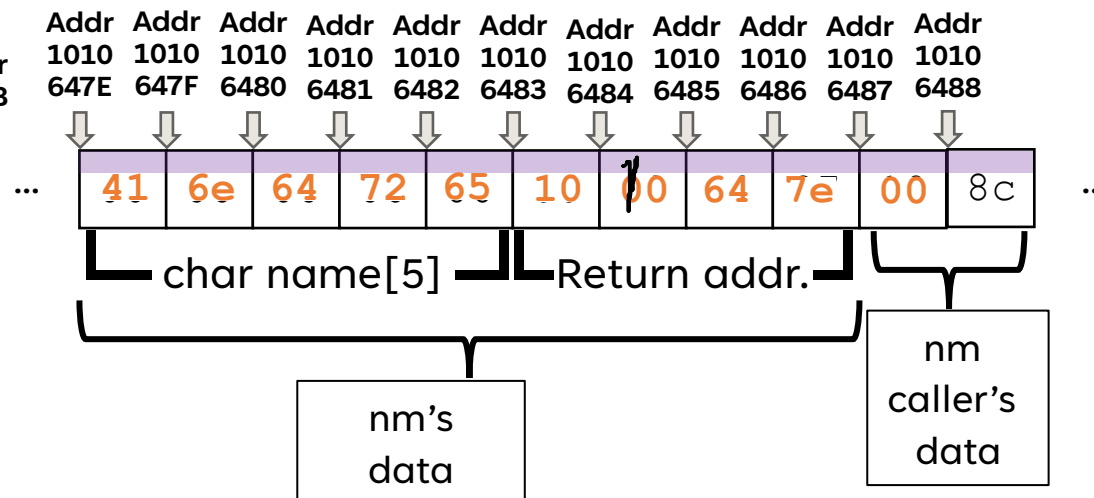 Addr Addr Addr Addr Addr Addr Addr Addr Addr Addr Addr
1010 1010 1010 1010 1010 1010 1010 1010 1010 1010 1010
647E 647F 6480 6481 6482 6483 6484 6485 6486 6487 6488
... 41 6e 64 72 65 10 00 64 7e 00 8c ..
char name[5] Return addr.
nm's
data
nm
caller's
data